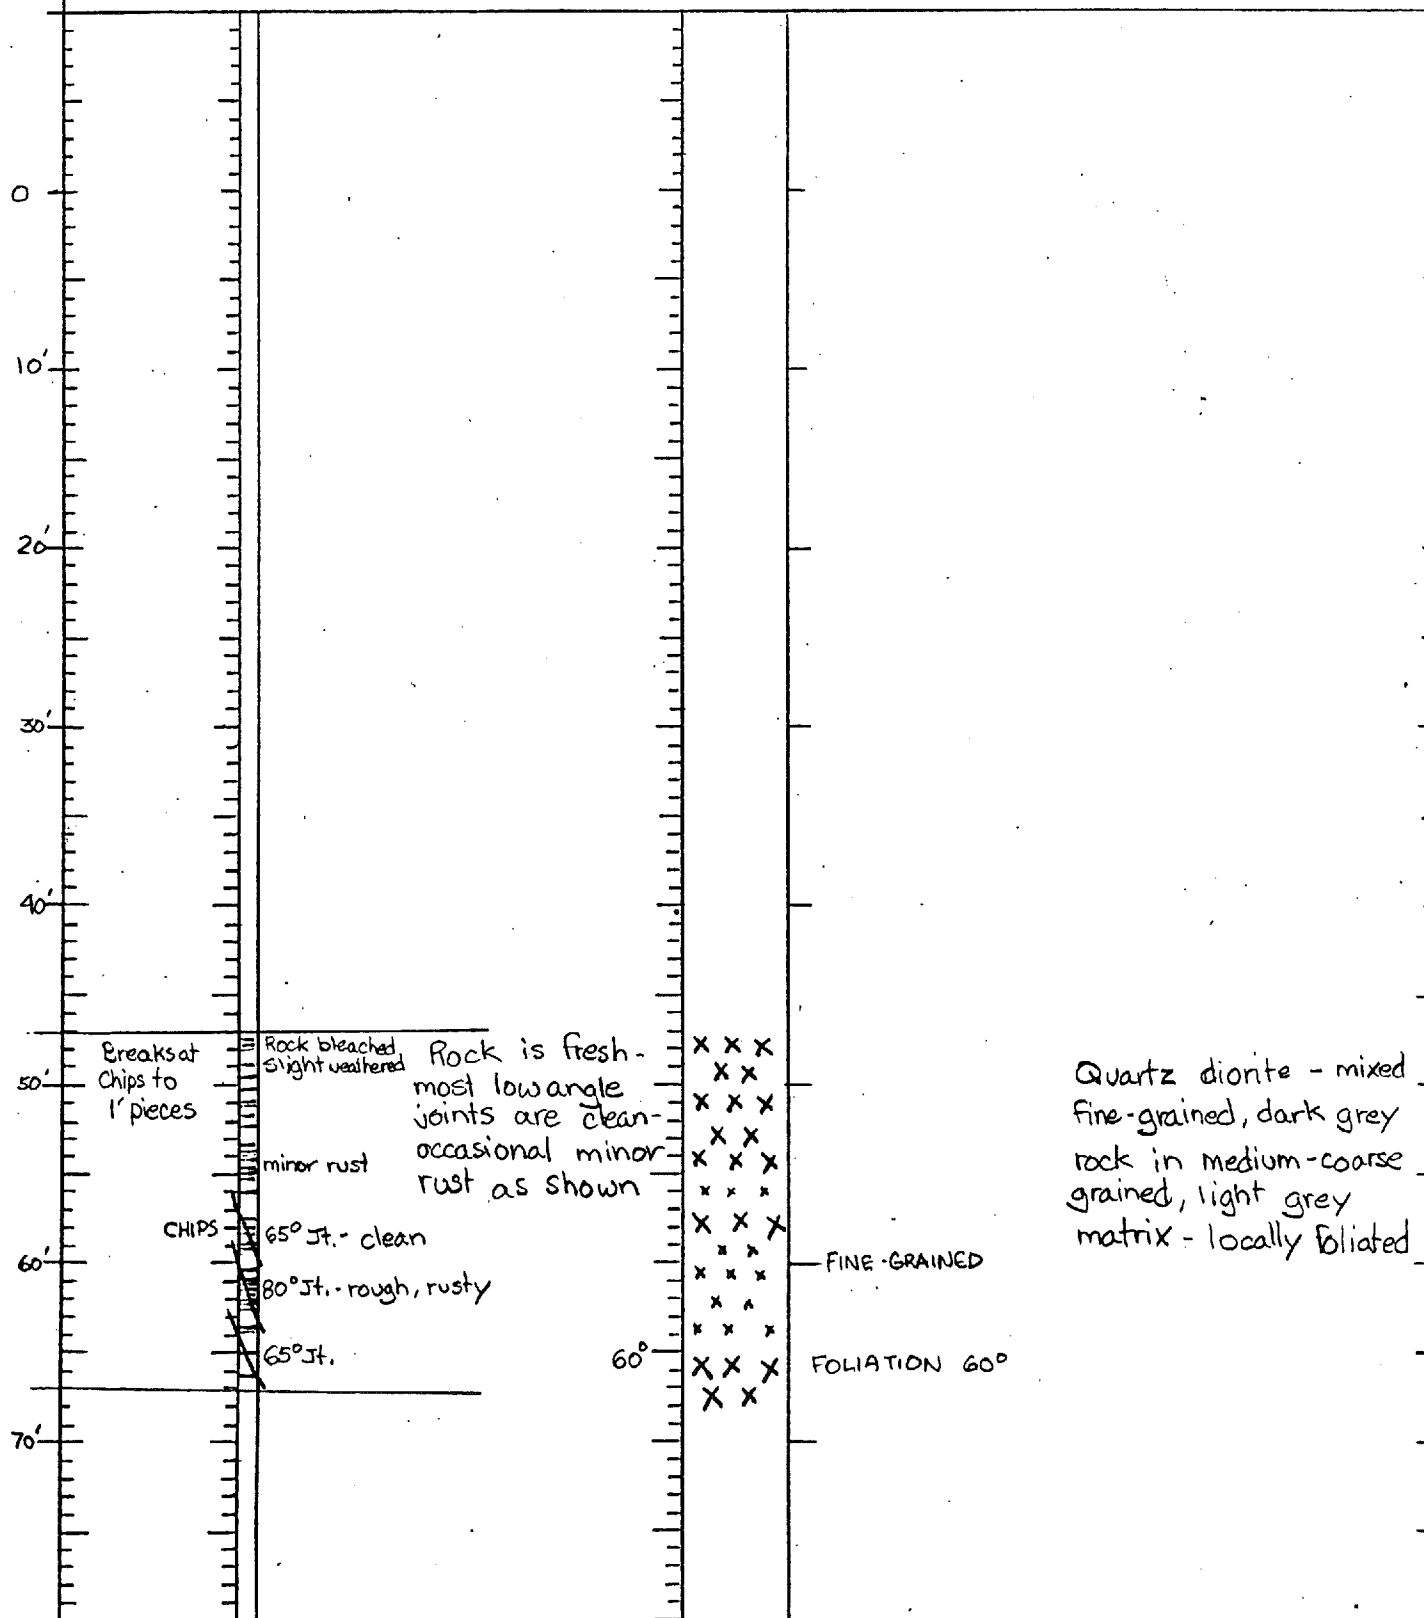 0
10'
20'
30'
40'
50'
60'
70'
Breaks at
Chips to
1' pieces
CHIPS
Rock bleached
Slight weathered
minor rust
65° Jt. - clean
80° Jt. - rough, rusty
65° Jt.
Rock is fresh -
most low angle
joints are clean -
occasional minor
rust as shown
60°
FINE-GRAINED
FOLIATION 60°
Quartz diorite - mixed
fine-grained, dark grey
rock in medium-coarse
grained, light grey
matrix - locally foliated